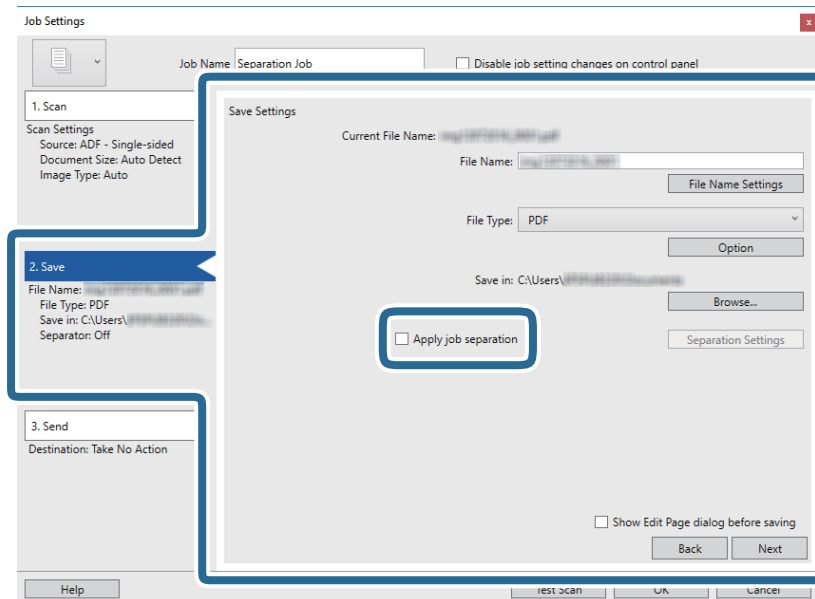 Job Settings
x
Job Name Separation Job
Disable job setting changes on control panel
1. Scan
Scan Settings
Source: ADF - Single-sided
Document Size: Auto Detect
Image Type: Auto
2. Save
File Name:
File Type: PDF
Save in: C:\Users\
Separator: Off
3. Send
Destination: Take No Action
Save Settings
Current File Name:
File Name:
File Name Settings
File Type: PDF
Option
Save in: C:\Users\
Browse...
Apply job separation
Separation Settings
Show Edit Page dialog before saving
Back Next
Help Test Scan OK Cancel